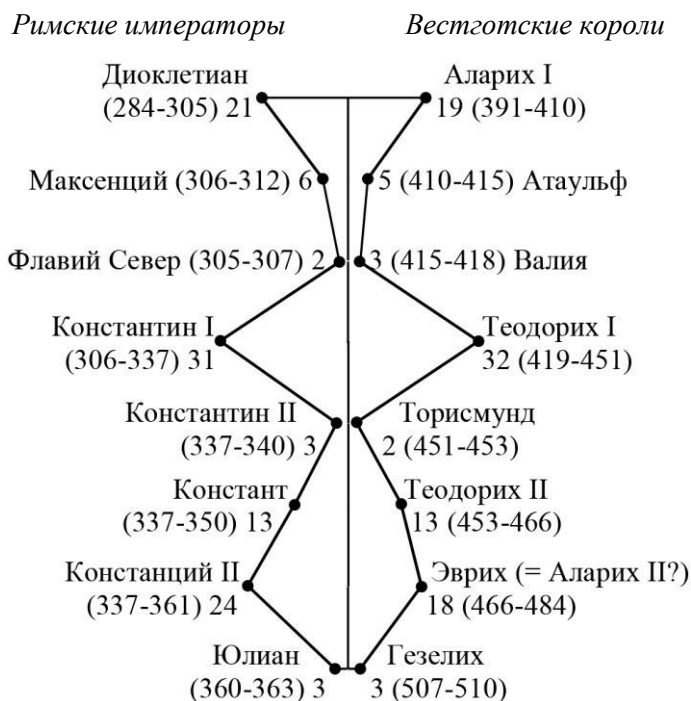 Римские императоры Вестготские короли
Диоклетиан Аларих I
(284-305) 21 19 (391-410)
Максенций (306-312) 6 5 (410-415) Атаульф
Флавий Север (305-307) 2 3 (415-418) Валия
Константин I Теодорих I
(306-337) 31 32 (419-451)
Константин II Торисмунд
(337-340) 3 2 (451-453)
Констант Теодорих II
(337-350) 13 13 (453-466)
Констанций II Эврих (= Аларих II?)
(337-361) 24 18 (466-484)
Юлиан Гезелих
(360-363) 3 3 (507-510)